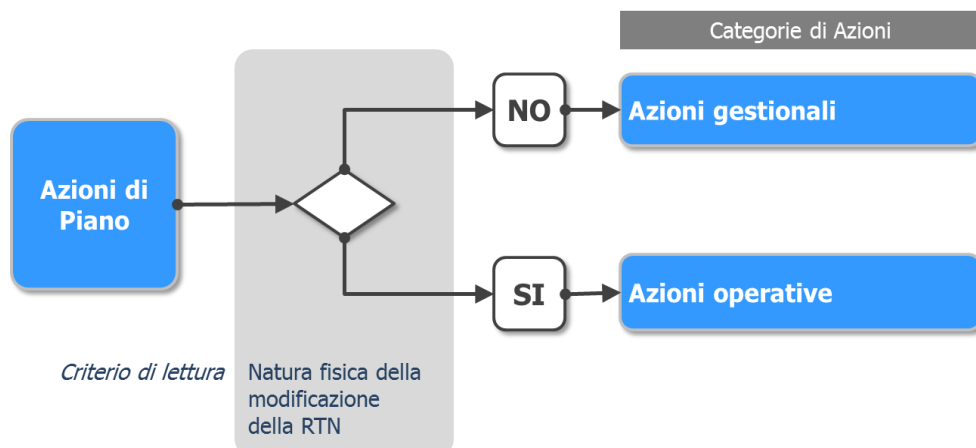 Categorie di Azioni
NO
Azioni gestionali
Azioni di
Piano
SI
Azioni operative
Criterio di lettura
Natura fisica della
modificazione
della RTN